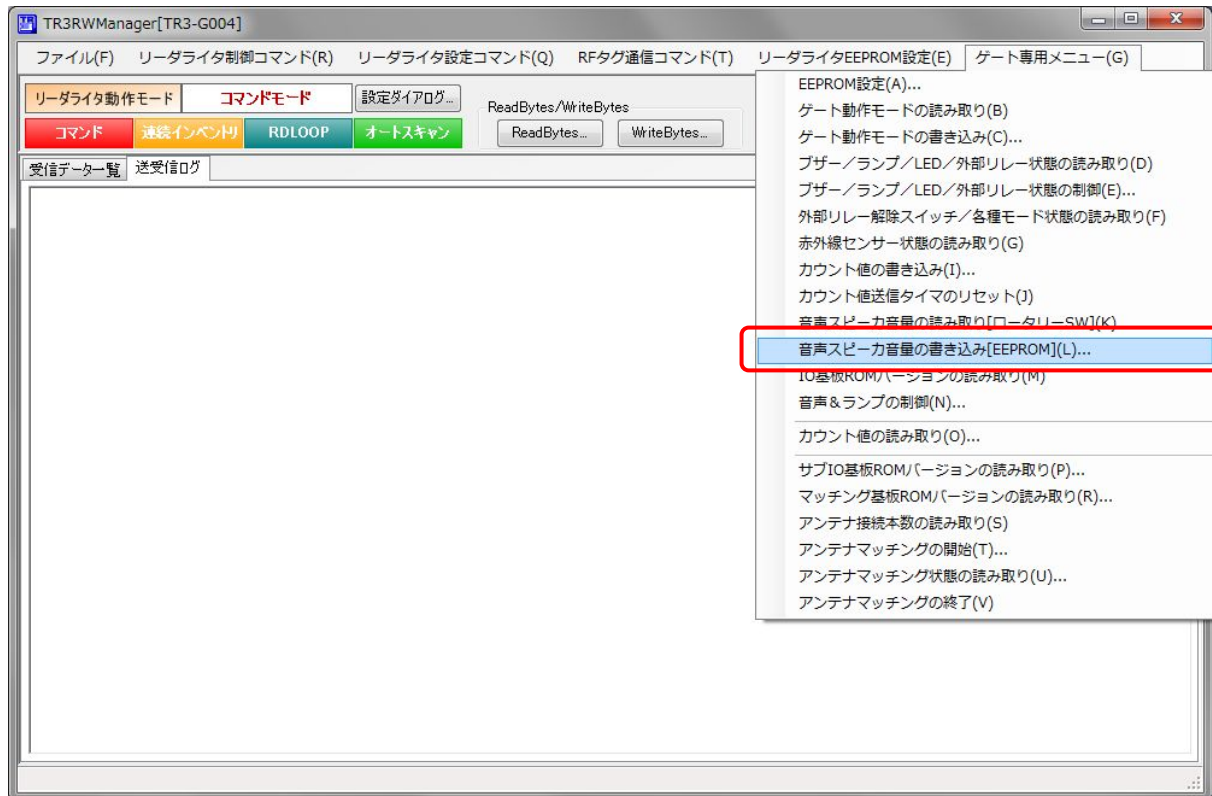 TR3RWManager[TR3-G004]
ファイル(F) リーダライタ制御コマンド(R) リーダライタ設定コマンド(Q) RFタグ通信コマンド(T) リーダライタEEPROM設定(E) ゲート専用メニュー(G)
リーダライタ動作モード コマンドモード 設定ダイアログ...
コマンド 連続インベントリ RDLOOP オートスキャン
ReadBytes/WriteBytes
ReadBytes... WriteBytes...
受信データ一覧 送受信ログ
EEPROM設定(A)...
ゲート動作モードの読み取り(B)
ゲート動作モードの書き込み(C)...
ブザー/ランプ/LED/外部リレー状態の読み取り(D)
ブザー/ランプ/LED/外部リレー状態の制御(E)...
外部リレー解除スイッチ/各種モード状態の読み取り(F)
赤外線センサー状態の読み取り(G)
カウント値の書き込み(I)...
カウント値送信タイマのリセット(J)
音声スピーカ音量の読み取り[ロータリーSW](K)
音声スピーカ音量の書き込み[EEPROM](L)...
IO基板ROMバージョンの読み取り(M)
音声&ランプの制御(N)...
カウント値の読み取り(O)...
サブIO基板ROMバージョンの読み取り(P)...
マッチング基板ROMバージョンの読み取り(R)...
アンテナ接続本数の読み取り(S)
アンテナマッチングの開始(T)...
アンテナマッチング状態の読み取り(U)...
アンテナマッチングの終了(V)